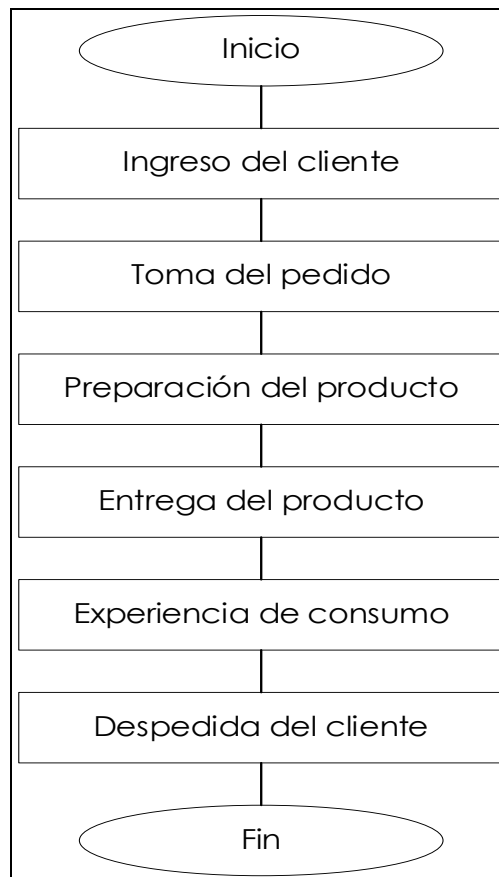 Inicio
Ingreso del cliente
Toma del pedido
Preparación del producto
Entrega del producto
Experiencia de consumo
Despedida del cliente
Fin